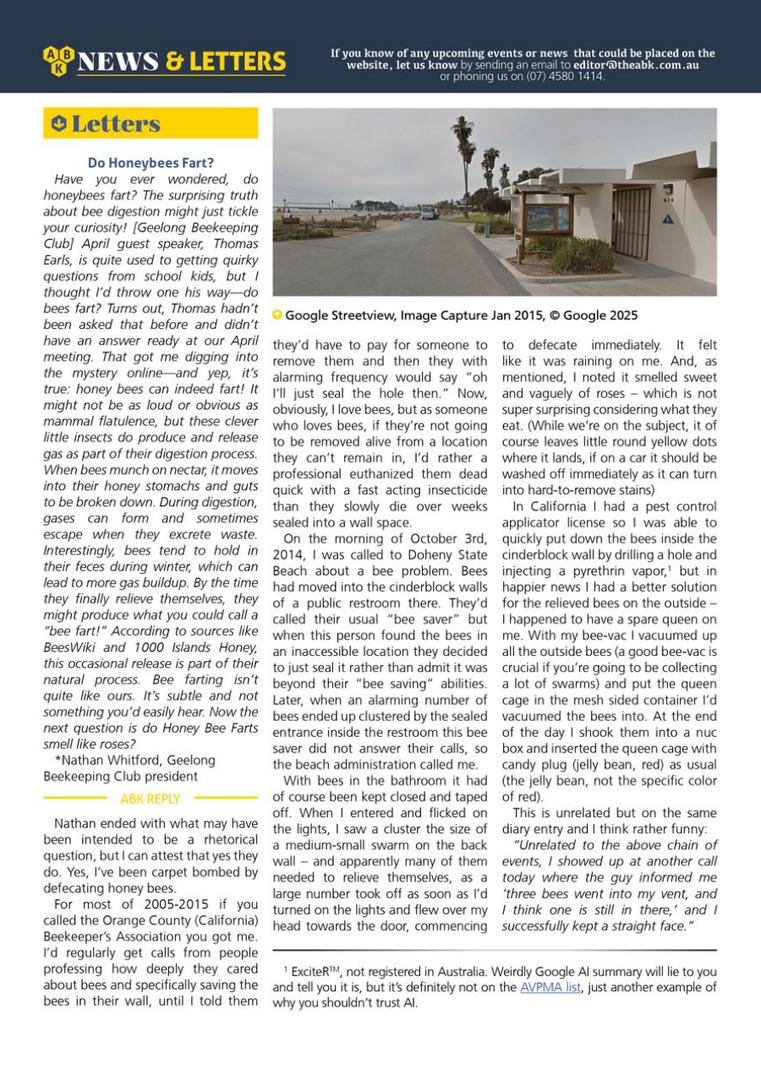 A B K NEWS & LETTERS
If you know of any upcoming events or news that could be placed on the
website, let us know by sending an email to editor@theabk.com.au
or phoning us on (07) 4580 1414.
Letters
Do Honeybees Fart?
Have you ever wondered, do
honeybees fart? The surprising truth
about bee digestion might just tickle
your curiosity! [Geelong Beekeeping
Club] April guest speaker, Thomas
Earls, is quite used to getting quirky
questions from school kids, but I
thought I'd throw one his way—do
bees fart? Turns out, Thomas hadn't
been asked that before and didn't
have an answer ready at our April
meeting. That got me digging into
the mystery online—and yep, it's
true: honey bees can indeed fart! It
might not be as loud or obvious as
mammal flatulence, but these clever
little insects do produce and release
gas as part of their digestion process.
When bees munch on nectar, it moves
into their honey stomachs and guts
to be broken down. During digestion,
gases can form and sometimes
escape when they excrete waste.
Interestingly, bees tend to hold in
their feces during winter, which can
lead to more gas buildup. By the time
they finally relieve themselves, they
might produce what you could call a
"bee fart!" According to sources like
BeesWiki and 1000 Islands Honey,
this occasional release is part of their
natural process. Bee farting isn't
quite like ours. It's subtle and not
something you'd easily hear. Now the
next question is do Honey Bee Farts
smell like roses?
*Nathan Whitford, Geelong
Beekeeping Club president
ABK REPLY
Nathan ended with what may have
been intended to be a rhetorical
question, but I can attest that yes they
do. Yes, I've been carpet bombed by
defecating honey bees.
For most of 2005-2015 if you
called the Orange County (California)
Beekeeper's Association you got me.
I'd regularly get calls from people
professing how deeply they cared
about bees and specifically saving the
bees in their wall, until I told them
Google Streetview, Image Capture Jan 2015, © Google 2025
they'd have to pay for someone to
remove them and then they with
alarming frequency would say "oh
I'll just seal the hole then." Now,
obviously, I love bees, but as someone
who loves bees, if they're not going
to be removed alive from a location
they can't remain in, I'd rather a
professional euthanized them dead
quick with a fast acting insecticide
than they slowly die over weeks
sealed into a wall space.
On the morning of October 3rd,
2014, I was called to Doheny State
Beach about a bee problem. Bees
had moved into the cinderblock walls
of a public restroom there. They'd
called their usual "bee saver" but
when this person found the bees in
an inaccessible location they decided
to just seal it rather than admit it was
beyond their "bee saving" abilities.
Later, when an alarming number of
bees ended up clustered by the sealed
entrance inside the restroom this bee
saver did not answer their calls, so
the beach administration called me.
With bees in the bathroom it had
of course been kept closed and taped
off. When I entered and flicked on
the lights, I saw a cluster the size of
a medium-small swarm on the back
wall – and apparently many of them
needed to relieve themselves, as a
large number took off as soon as I'd
turned on the lights and flew over my
head towards the door, commencing
to defecate immediately. It felt
like it was raining on me. And, as
mentioned, I noted it smelled sweet
and vaguely of roses – which is not
super surprising considering what they
eat. (While we're on the subject, it of
course leaves little round yellow dots
where it lands, if on a car it should be
washed off immediately as it can turn
into hard-to-remove stains)
In California I had a pest control
applicator license so I was able to
quickly put down the bees inside the
cinderblock wall by drilling a hole and
injecting a pyrethrin vapor,¹ but in
happier news I had a better solution
for the relieved bees on the outside –
I happened to have a spare queen on
me. With my bee-vac I vacuumed up
all the outside bees (a good bee-vac is
crucial if you're going to be collecting
a lot of swarms) and put the queen
cage in the mesh sided container I'd
vacuumed the bees into. At the end
of the day I shook them into a nuc
box and inserted the queen cage with
candy plug (jelly bean, red) as usual
(the jelly bean, not the specific color
of red).
This is unrelated but on the same
diary entry and I think rather funny:
"Unrelated to the above chain of
events, I showed up at another call
today where the guy informed me
'three bees went into my vent, and
I think one is still in there,' and I
successfully kept a straight face."
¹ ExciteR™, not registered in Australia. Weirdly Google AI summary will lie to you
and tell you it is, but it's definitely not on the AVPMA list, just another example of
why you shouldn't trust AI.